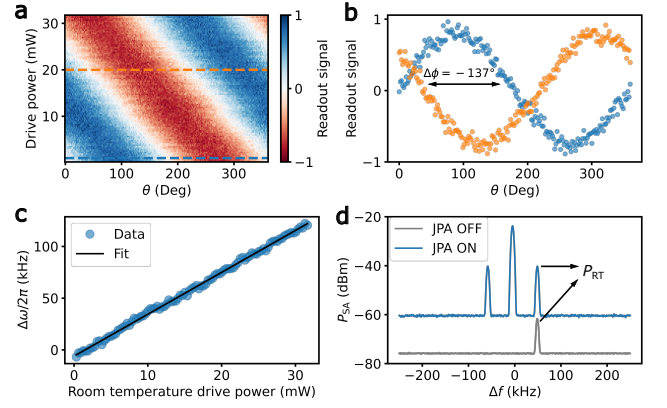 a
Drive power (mW)
30
20
10
0
100
200
300
θ (Deg)
1
0
−1
Readout signal
b
Readout signal
1
0
−1
Δϕ = −137°
0
100
200
300
θ (Deg)
c
Δω/2π (kHz)
100
50
0
Data
Fit
0
10
20
30
Room temperature drive power (mW)
d
P_SA (dBm)
−20
−40
−60
−80
JPA OFF
JPA ON
P_RT
−200
−100
0
100
200
Δf (kHz)